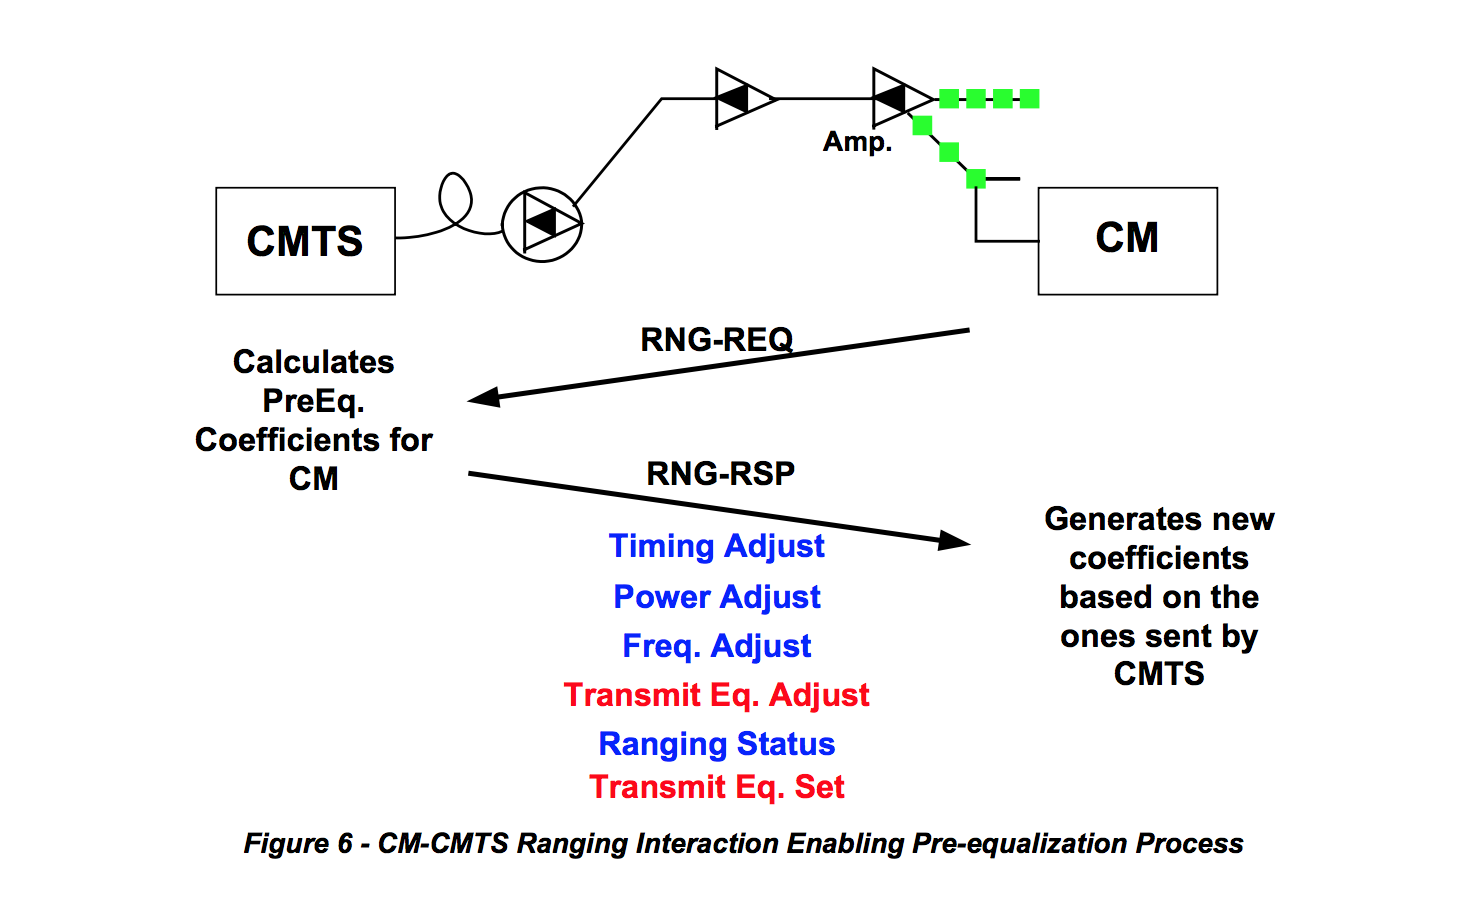 Amp.
CMTS
CM
RNG-REQ
Calculates
PreEq.
Coefficients for
CM
RNG-RSP
Timing Adjust
Power Adjust
Freq. Adjust
Transmit Eq. Adjust
Ranging Status
Transmit Eq. Set
Generates new
coefficients
based on the
ones sent by
CMTS
Figure 6 - CM-CMTS Ranging Interaction Enabling Pre-equalization Process